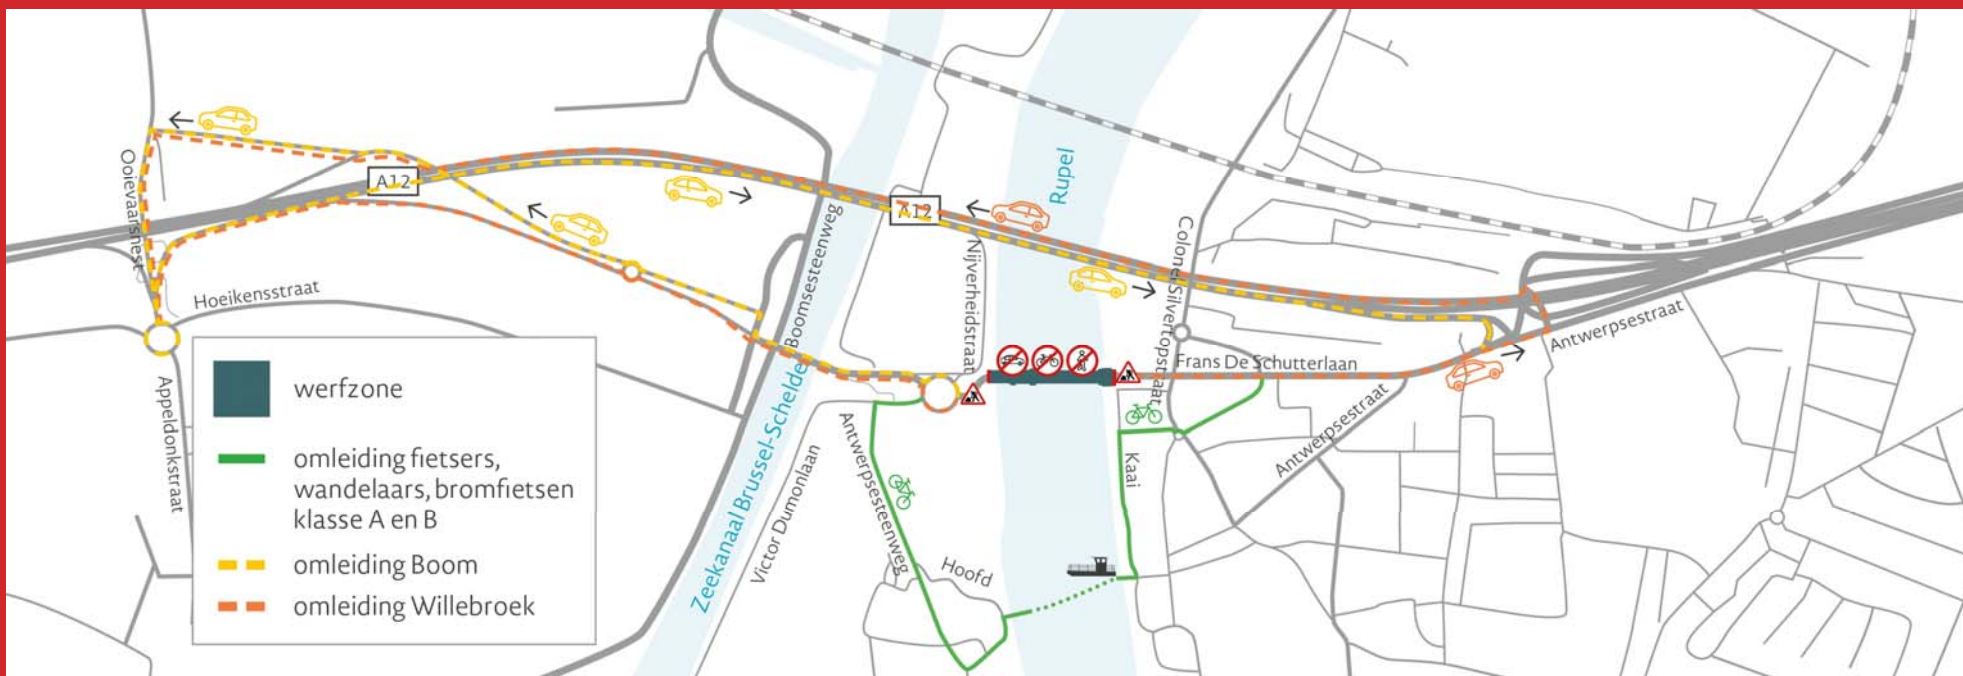 Ooievaarsnest
A12
Hoeikensstraat
Appeldonkstraat
werfzone
omleiding fietsers,
wandelaars, bromfietsen
klasse A en B
omleiding Boom
omleiding Willebroek
Zeekanaal Brussel-Schelde
Boomsesteenweg
Victor Dumonlaan
A12
Nijverheidstraat
Antwerpsesteenweg
Hoofd
Rupel
Kaai
Colonel Silvertopstraat
Frans De Schutterlaan
Antwerpsestraat
Antwerpsestraat